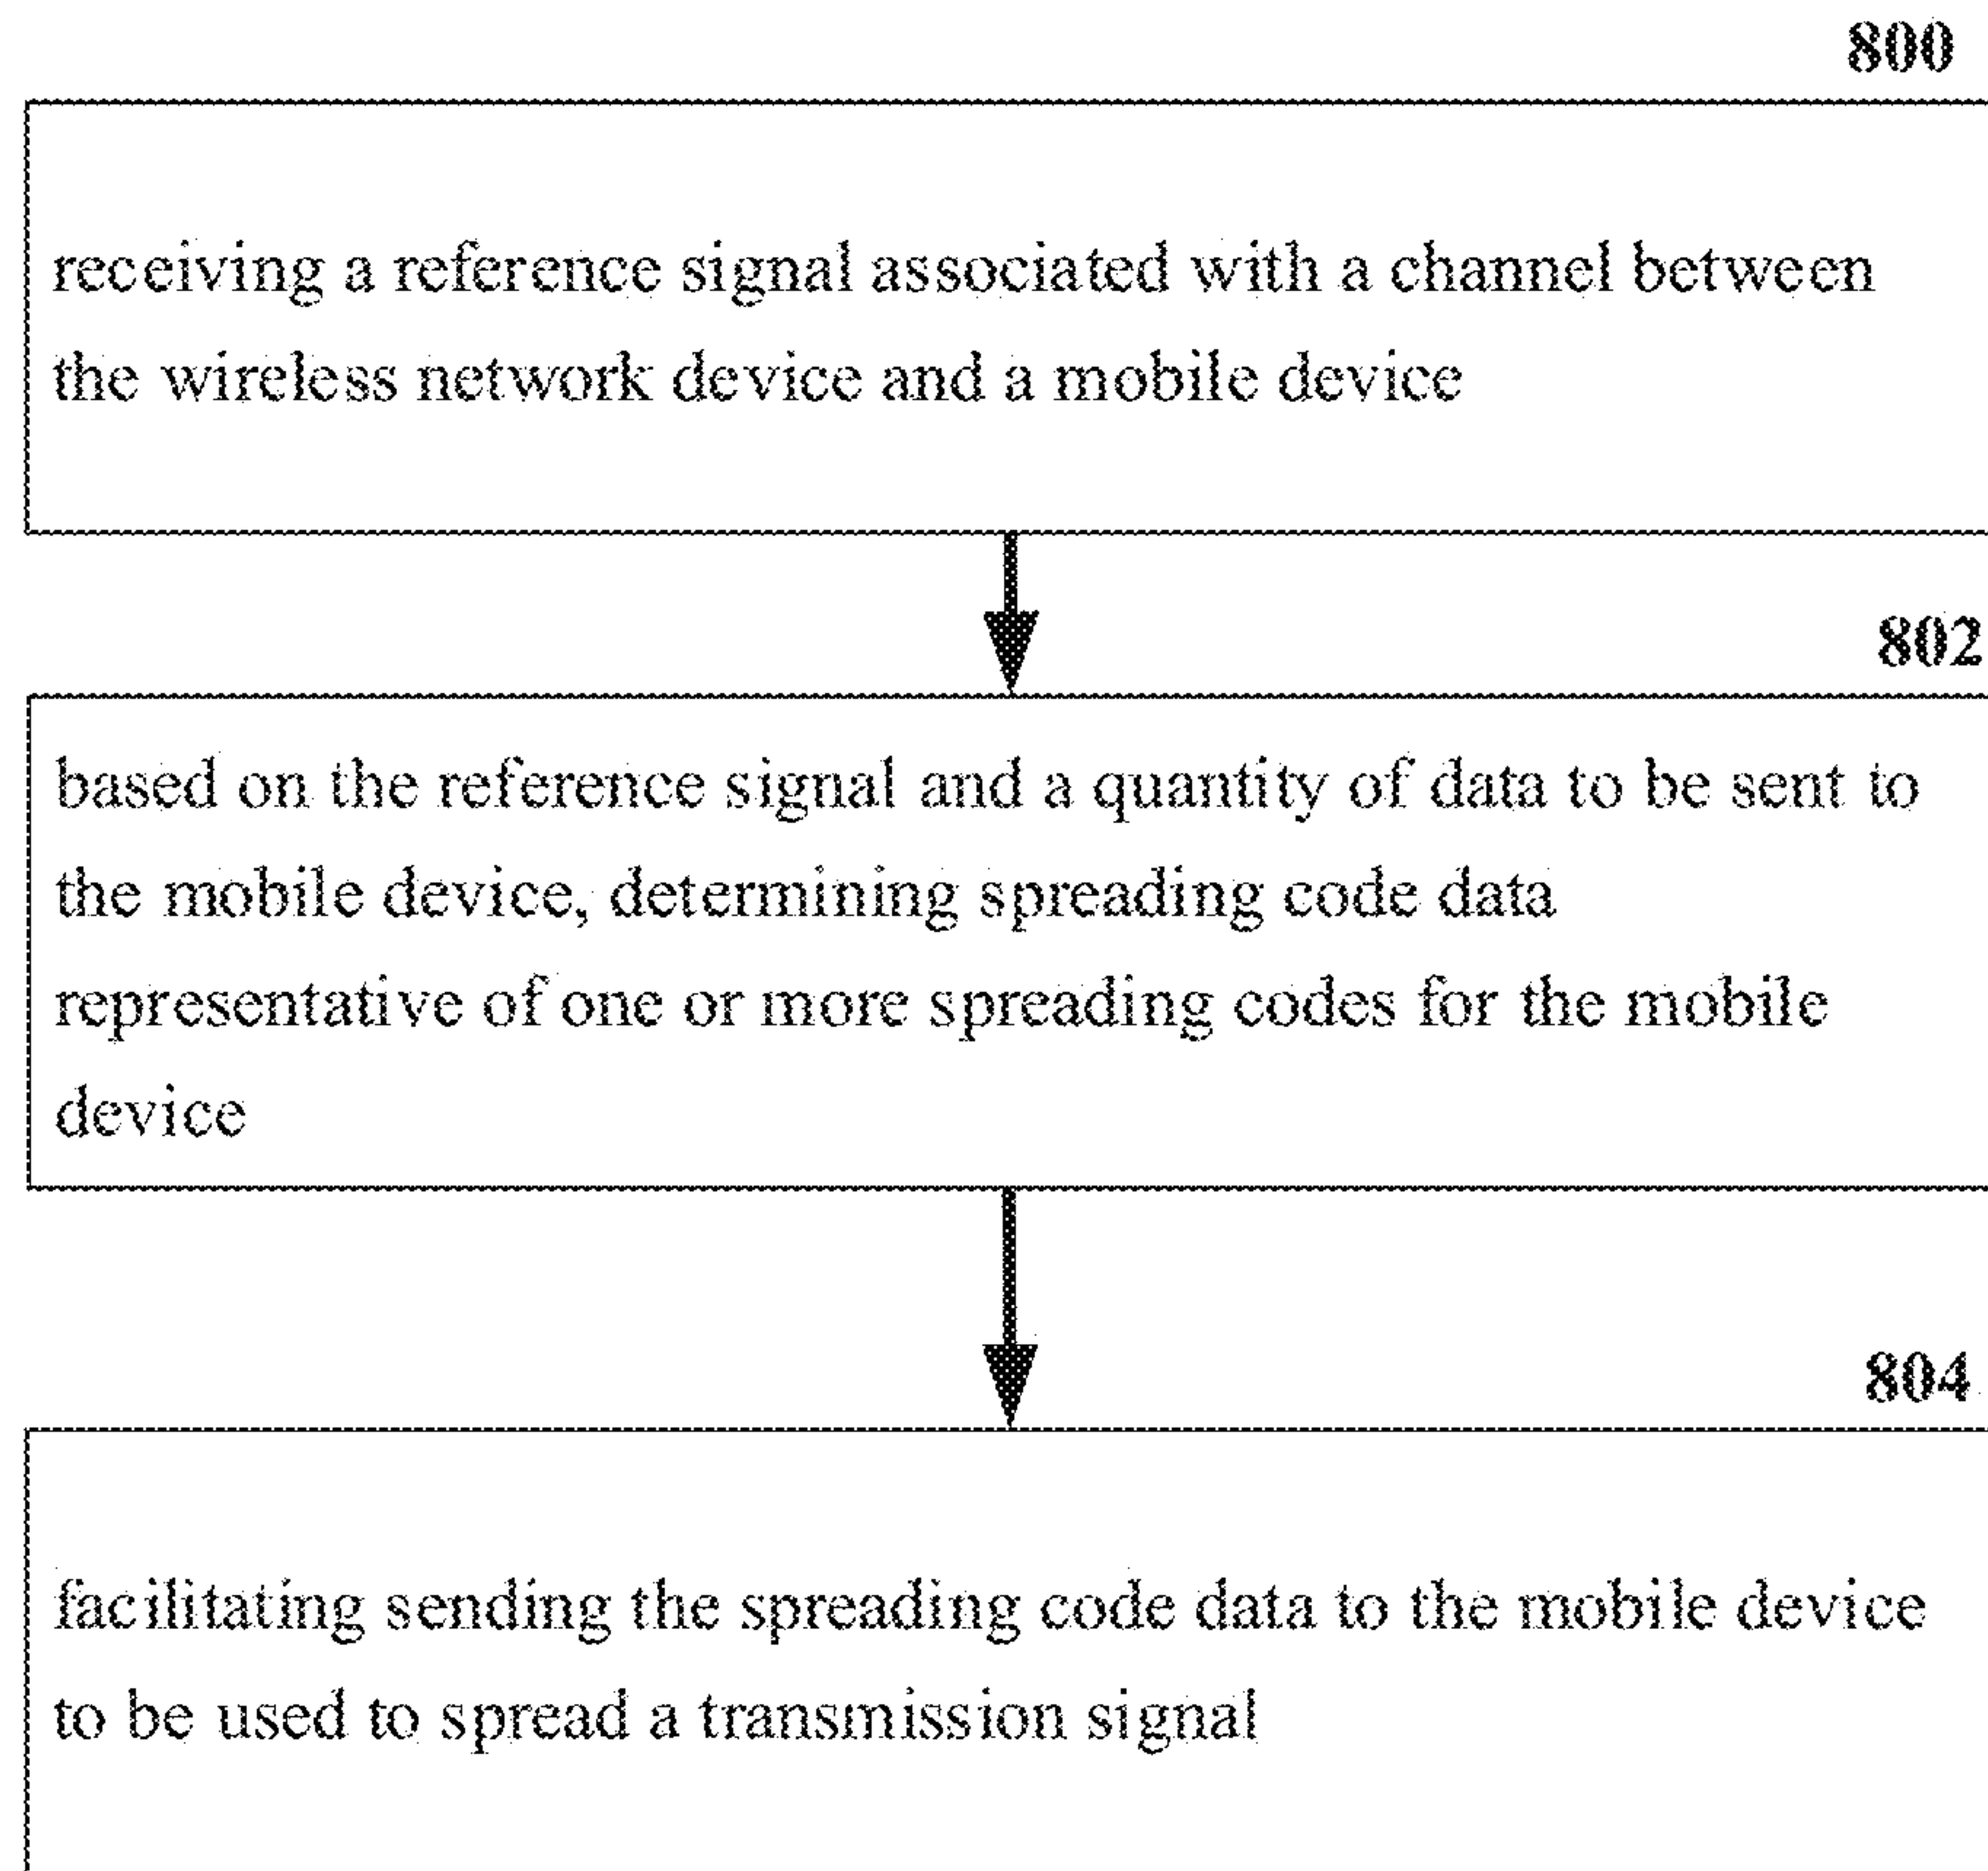 800
receiving a reference signal associated with a channel between
the wireless network device and a mobile device
802
based on the reference signal and a quantity of data to be sent to
the mobile device, determining spreading code data
representative of one or more spreading codes for the mobile
device
804
facilitating sending the spreading code data to the mobile device
to be used to spread a transmission signal